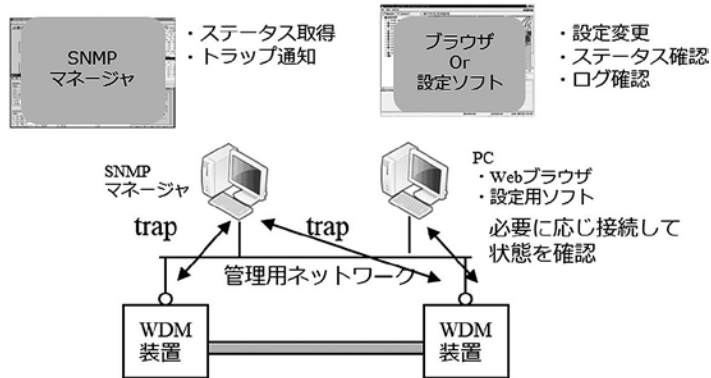 SNMP
マネージャ
・ステータス取得
・トラップ通知
ブラウザ
Or
設定ソフト
・設定変更
・ステータス確認
・ログ確認
SNMP
マネージャ
PC
・Webブラウザ
・設定用ソフト
trap
trap
必要に応じ接続して
状態を確認
管理用ネットワーク
WDM
装置
WDM
装置